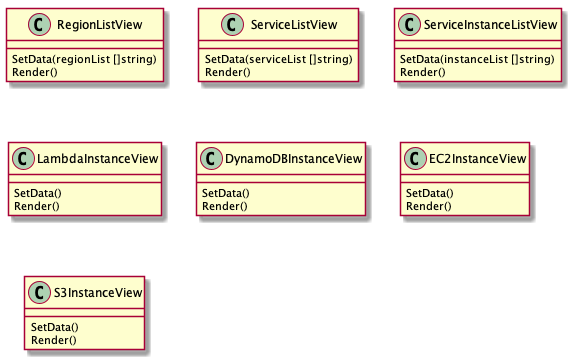 C RegionListView
SetData(regionList []string)
Render()
C ServiceListView
SetData(serviceList []string)
Render()
C ServiceInstanceListView
SetData(instanceList []string)
Render()
C LambdaInstanceView
SetData()
Render()
C DynamoDBInstanceView
SetData()
Render()
C EC2InstanceView
SetData()
Render()
C S3InstanceView
SetData()
Render()